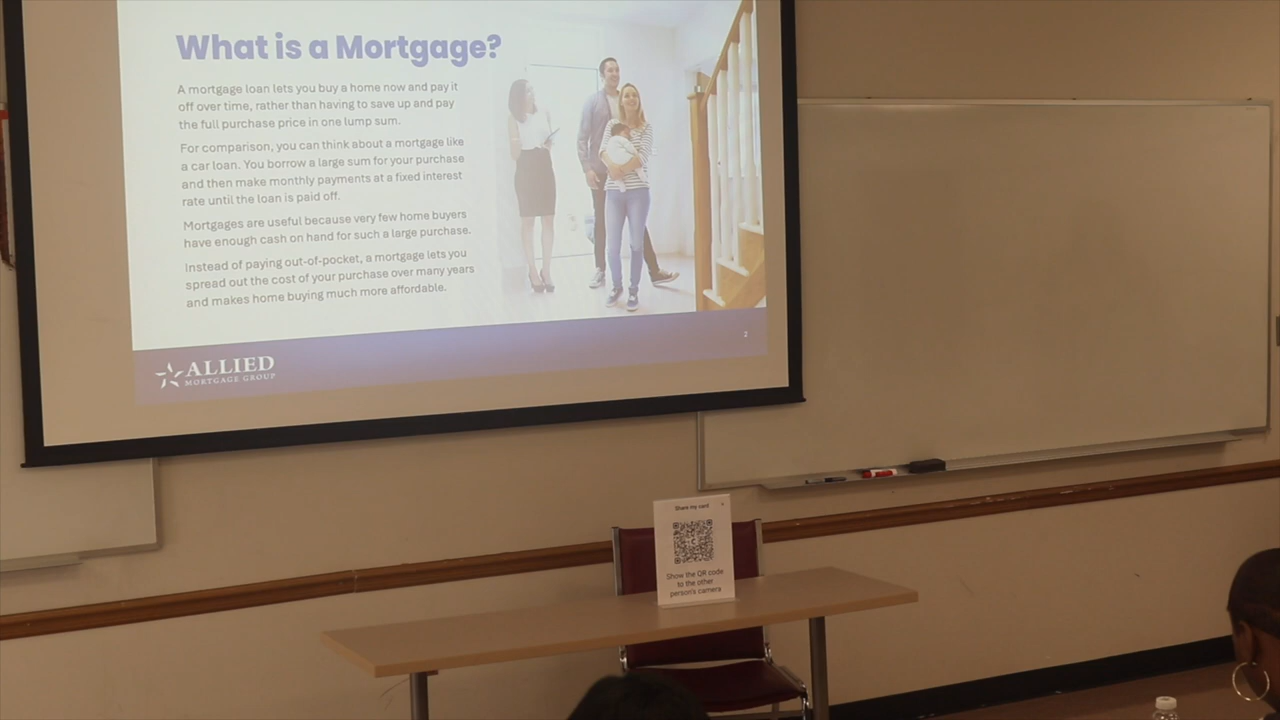 What is a Mortgage?
A mortgage loan lets you buy a home now and pay it
off over time, rather than having to save up and pay
the full purchase price in one lump sum.
For comparison, you can think about a mortgage like
a car loan. You borrow a large sum for your purchase
and then make monthly payments at a fixed interest
rate until the loan is paid off.
Mortgages are useful because very few home buyers
have enough cash on hand for such a large purchase.
Instead of paying out-of-pocket, a mortgage lets you
spread out the cost of your purchase over many years
and makes home buying much more affordable.
2
ALLIED
MORTGAGE GROUP
Share my card
Show the QR code
to the other
person's camera